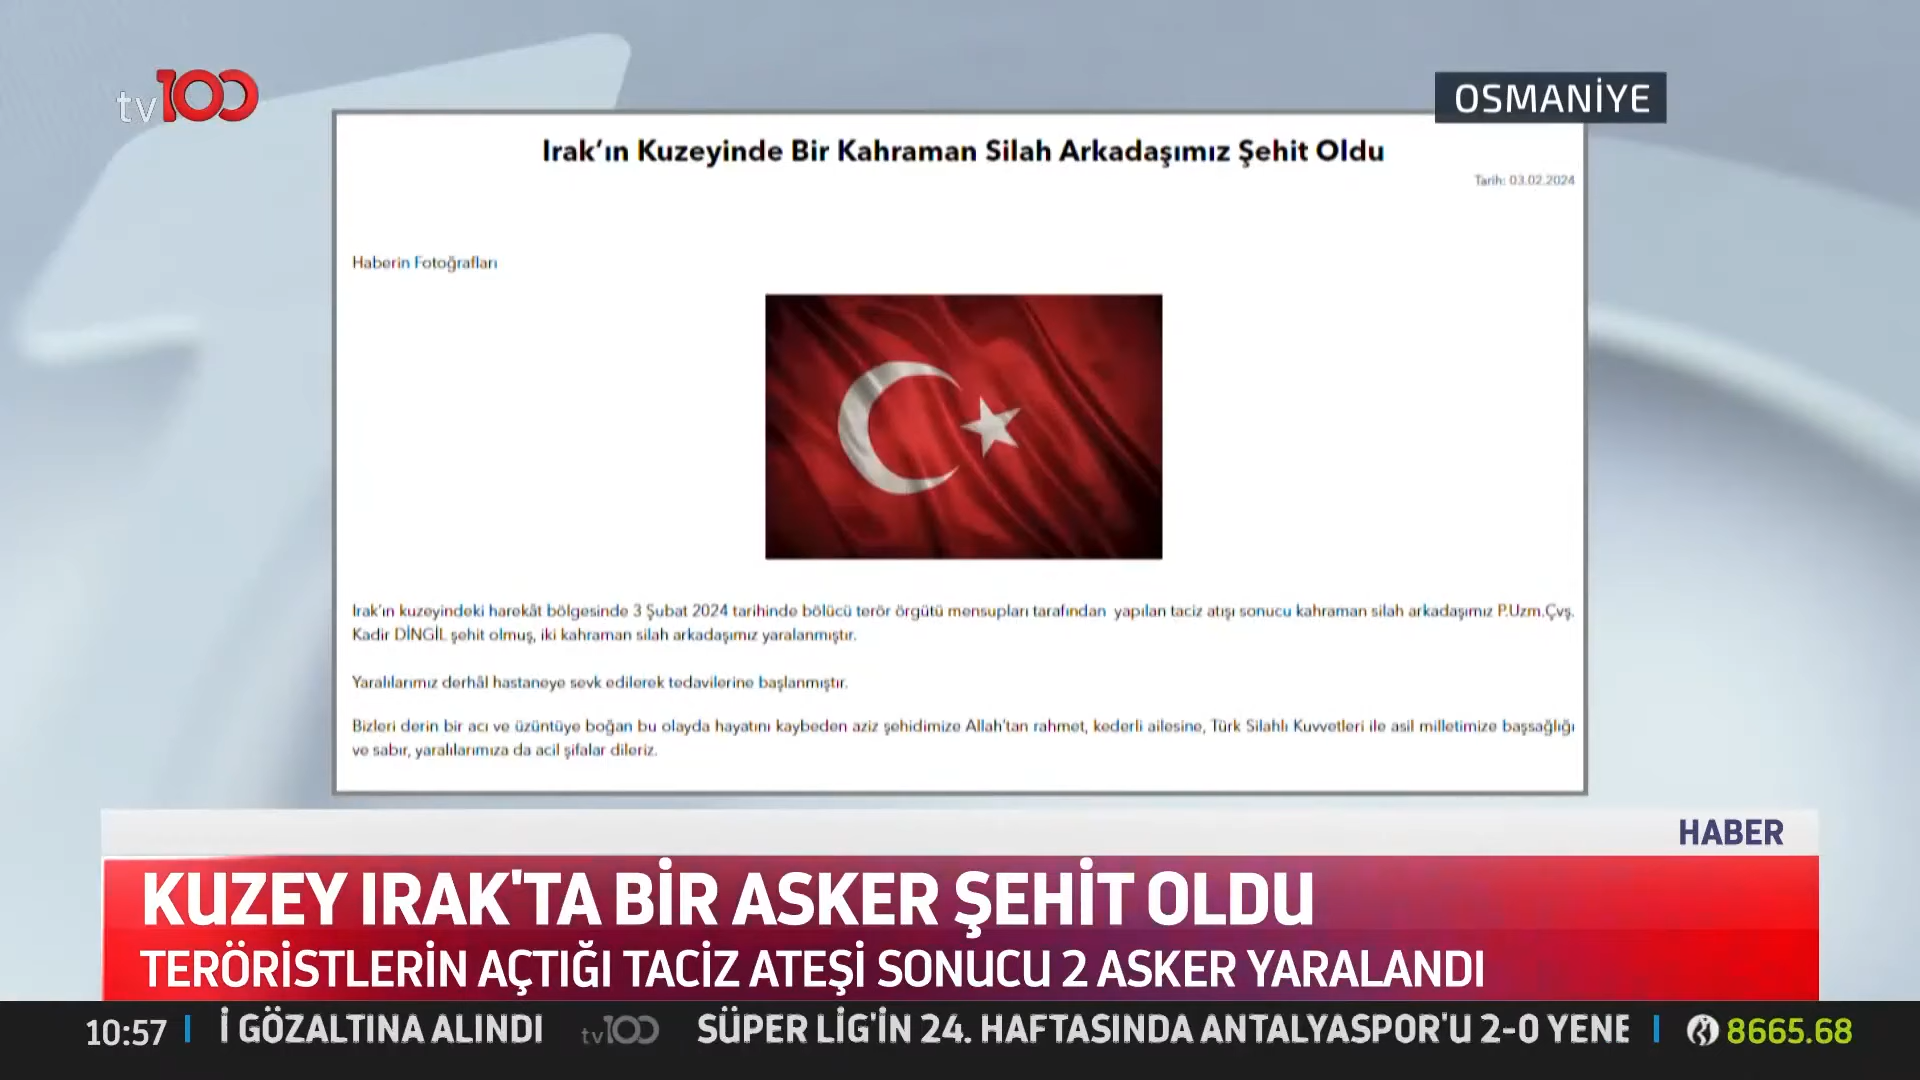 tv100
OSMANİYE
Irak’ın Kuzeyinde Bir Kahraman Silah Arkadaşımız Şehit Oldu
Tarih: 03.02.2024
Haberin Fotoğrafları
Irak’ın kuzeyindeki harekât bölgesinde 3 Şubat 2024 tarihinde bölücü terör örgütü mensupları tarafından yapılan taciz atışı sonucu kahraman silah arkadaşımız P.Uzm.Çvş.
Kadir DİNGİL şehit olmuş, iki kahraman silah arkadaşımız yaralanmıştır.
Yaralılarımız derhâl hastaneye sevk edilerek tedavilerine başlanmıştır.
Bizleri derin bir acı ve üzüntüye boğan bu olayda hayatını kaybeden aziz şehidimize Allah’tan rahmet, kederli ailesine, Türk Silahlı Kuvvetleri ile asil milletimize başsağlığı
ve sabır, yaralılarımıza da acil şifalar dileriz.
HABER
KUZEY IRAK'TA BİR ASKER ŞEHİT OLDU
TERÖRİSTLERİN AÇTIĞI TACİZ ATEŞİ SONUCU 2 ASKER YARALANDI
10:57 İ GÖZALTINA ALINDI tv100 SÜPER LİG'İN 24. HAFTASINDA ANTALYASPOR'U 2-0 YENE 8665.68